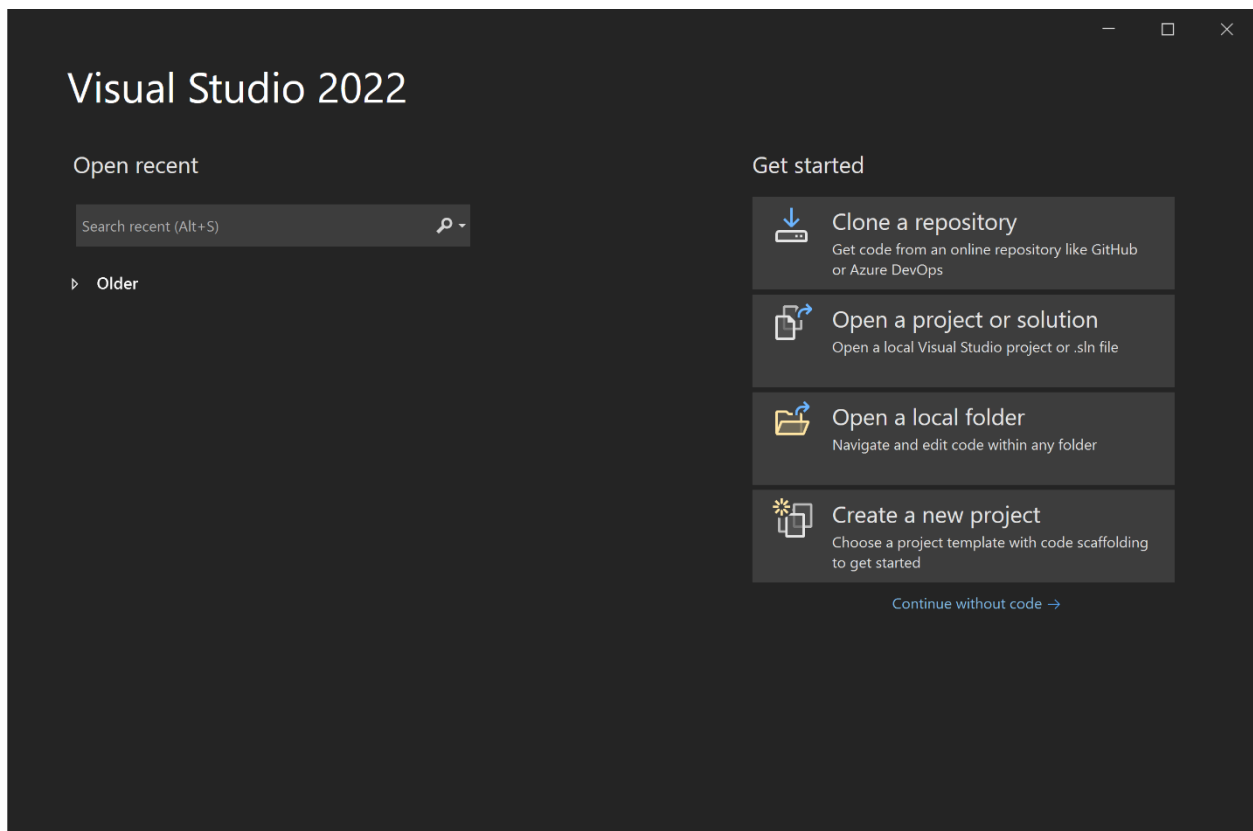 Visual Studio 2022
Open recent
Search recent (Alt+S)
Older
Get started
Clone a repository
Get code from an online repository like GitHub
or Azure DevOps
Open a project or solution
Open a local Visual Studio project or .sln file
Open a local folder
Navigate and edit code within any folder
Create a new project
Choose a project template with code scaffolding
to get started
Continue without code →